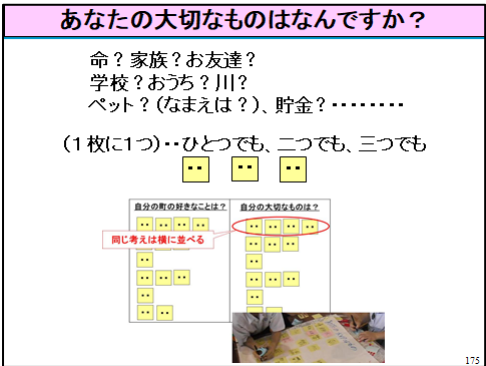 あなたの大切なものはなんですか？
命？家族？お友達？
学校？おうち？川？
ペット？(なまえは？)、貯金？・・・・・・・・
(1枚に1つ)・・ひとつでも、二つでも、三つでも
自分の町の好きなことは？
自分の大切なものは？
同じ考えは横に並べる
175